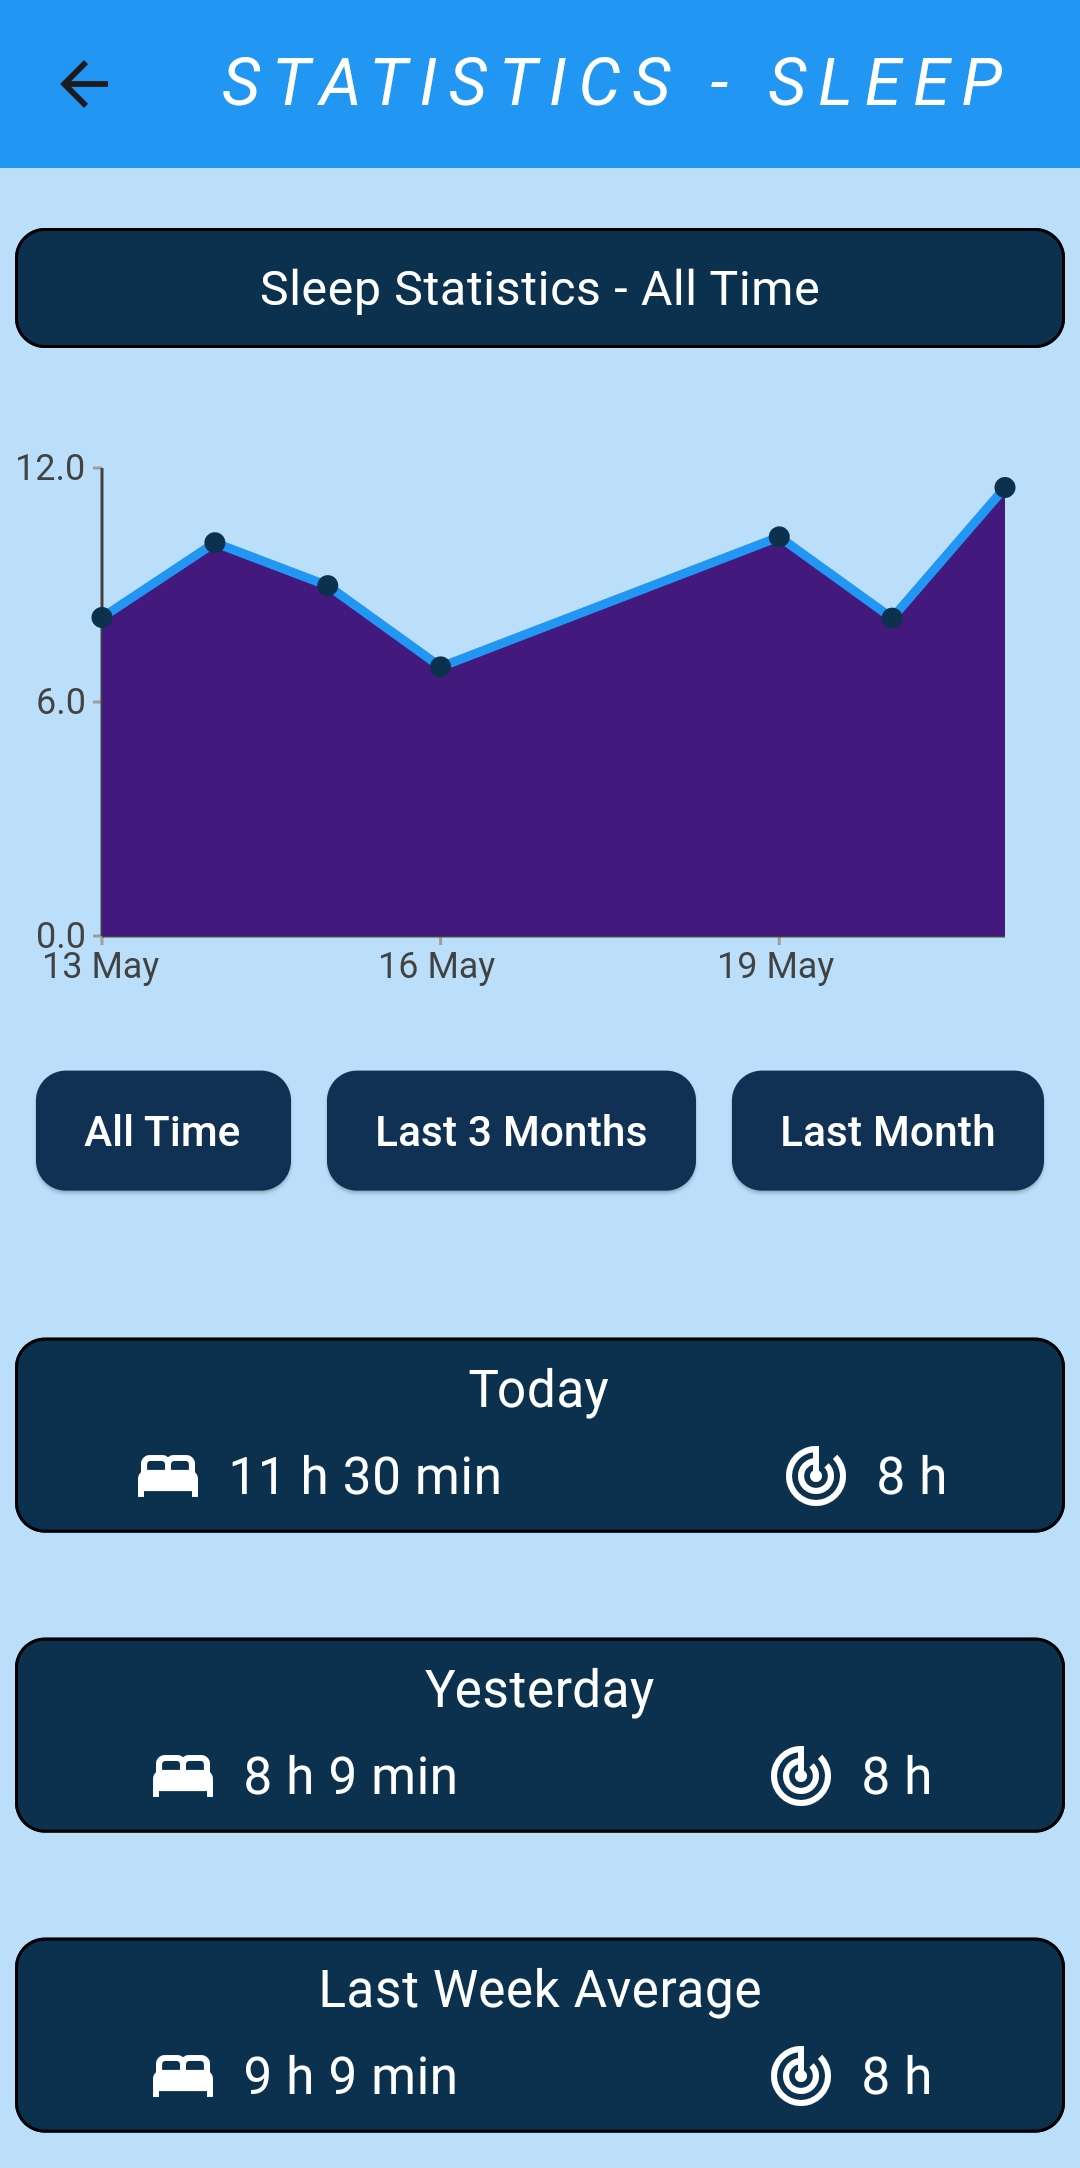 STATISTICS - SLEEP
Sleep Statistics - All Time
12.0
6.0
0.0
13 May 16 May 19 May
All Time Last 3 Months Last Month
Today
11 h 30 min 8 h
Yesterday
8 h 9 min 8 h
Last Week Average
9 h 9 min 8 h